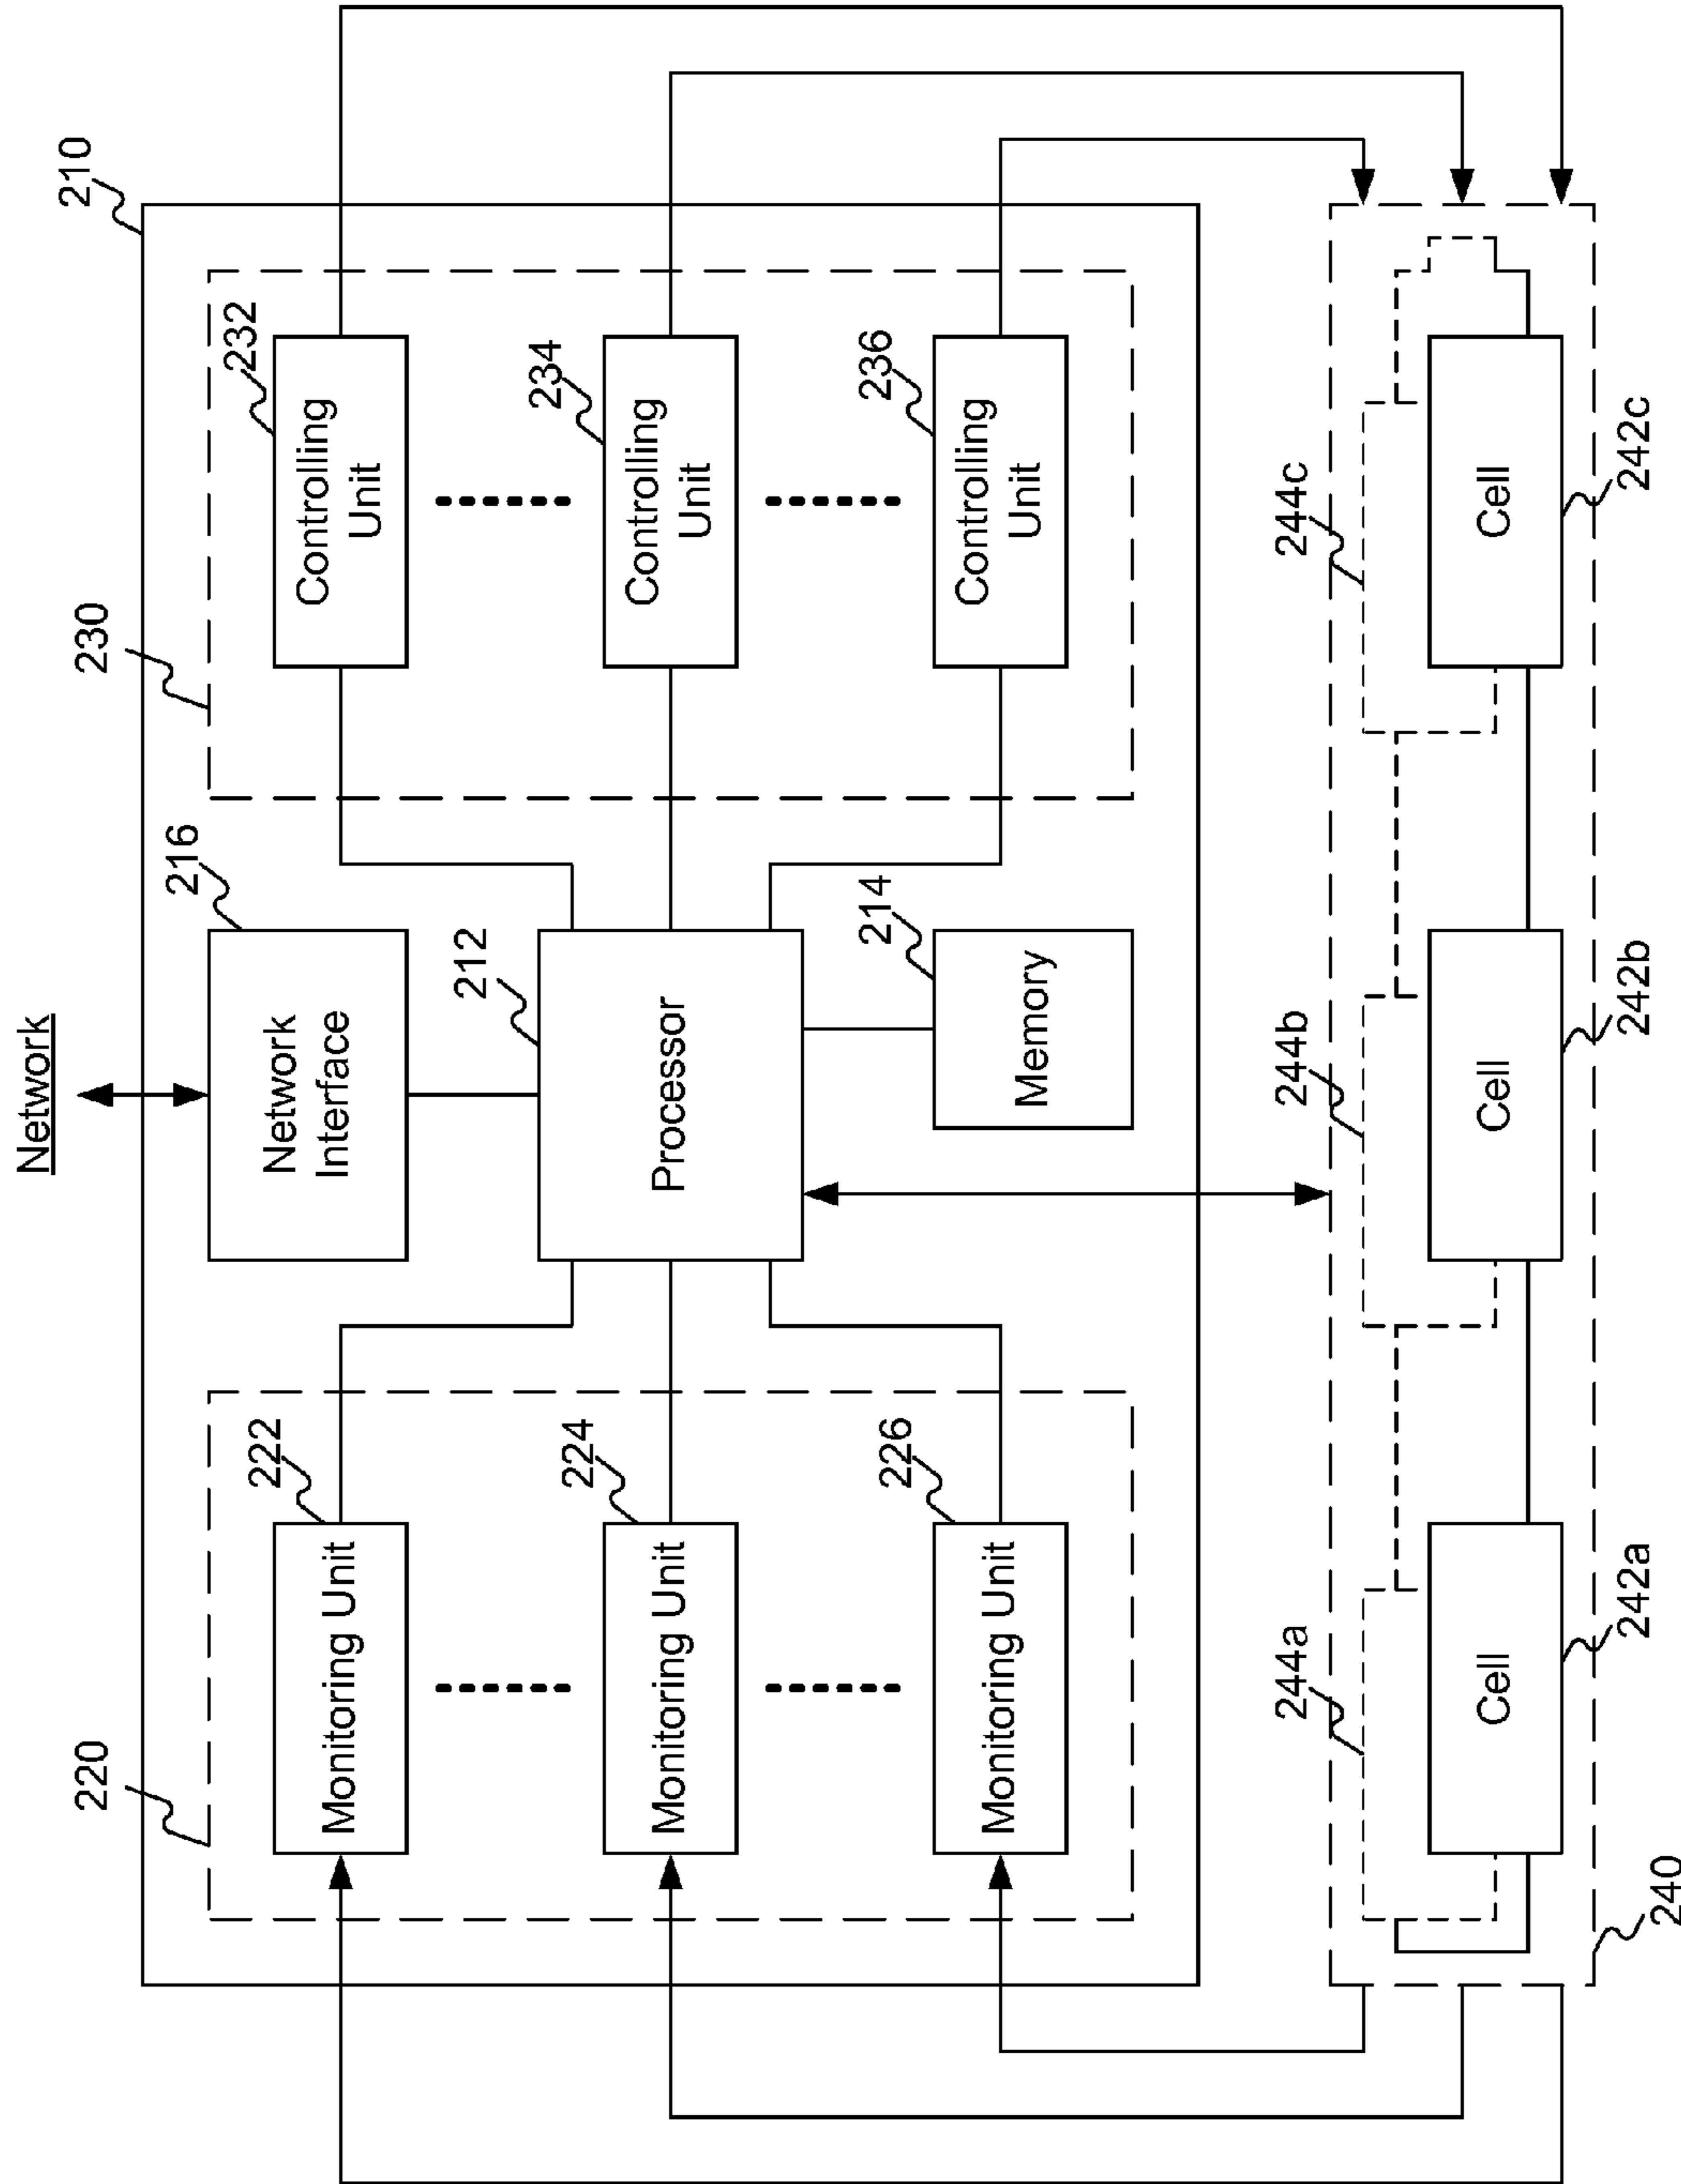 Network
210
220
230
216
Network
Interface
222
Monitoring Unit
232
Controlling
Unit
212
Processor
224
Monitoring Unit
234
Controlling
Unit
214
Memory
226
Monitoring Unit
236
Controlling
Unit
244a
244b
244c
Cell
Cell
Cell
240
242a
242b
242c